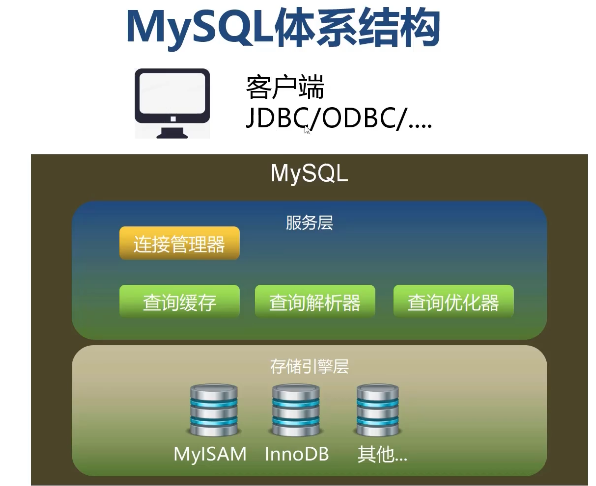 MySQL体系结构
客户端
JDBC/ODBC/....
MySQL
服务层
连接管理器
查询缓存 查询解析器 查询优化器
存储引擎层
MyISAM InnoDB 其他...